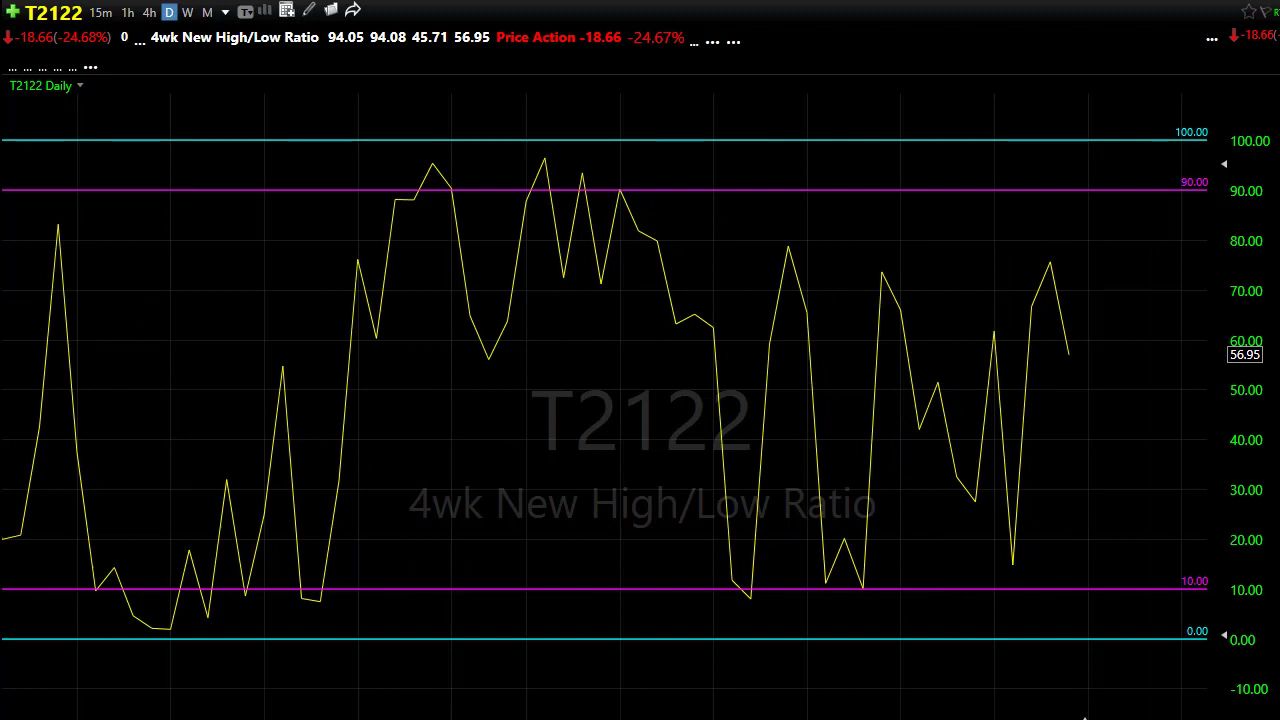 T2122 15m 1h 4h D W M T
-18.66(-24.68%) 0 ... 4wk New High/Low Ratio 94.05 94.08 45.71 56.95 Price Action -18.66 -24.67% ... ... ... ... -18.66(-
... ... ... ... ... ...
T2122 Daily
100.00 100.00
90.00 90.00
80.00
70.00
60.00
56.95
50.00
T2122
40.00
4wk New High/Low Ratio
30.00
20.00
10.00 10.00
0.00 0.00
-10.00